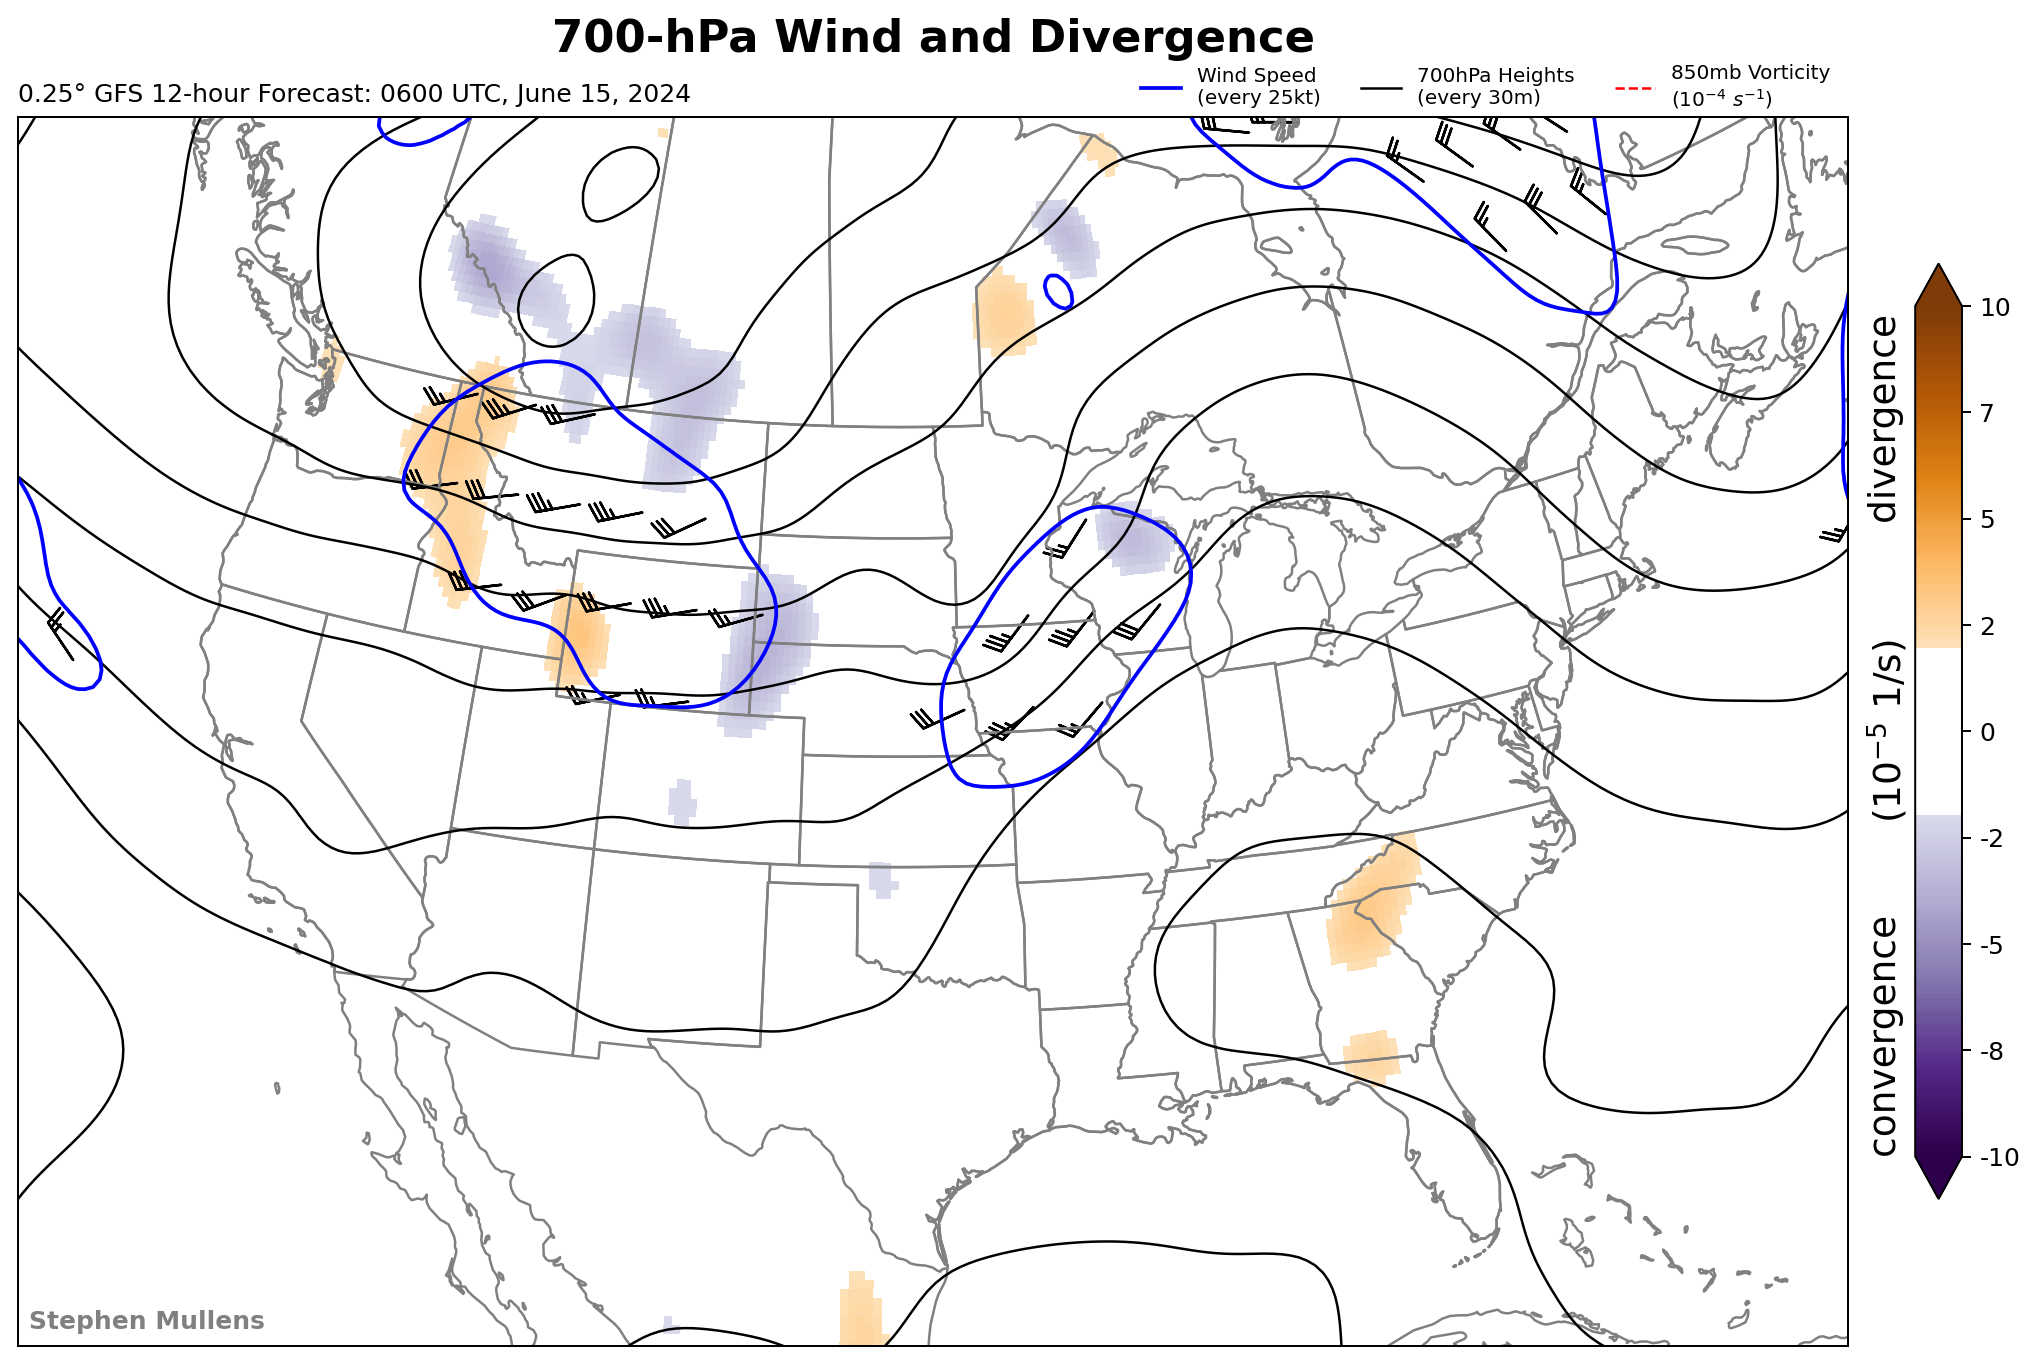 700-hPa Wind and Divergence
0.25° GFS 12-hour Forecast: 0600 UTC, June 15, 2024
Wind Speed
(every 25kt)
700hPa Heights
(every 30m)
850mb Vorticity
(10⁻⁴ s⁻¹)
10
7
5
2
0
-2
-5
-8
-10
convergence (10⁻⁵ 1/s) divergence
Stephen Mullens